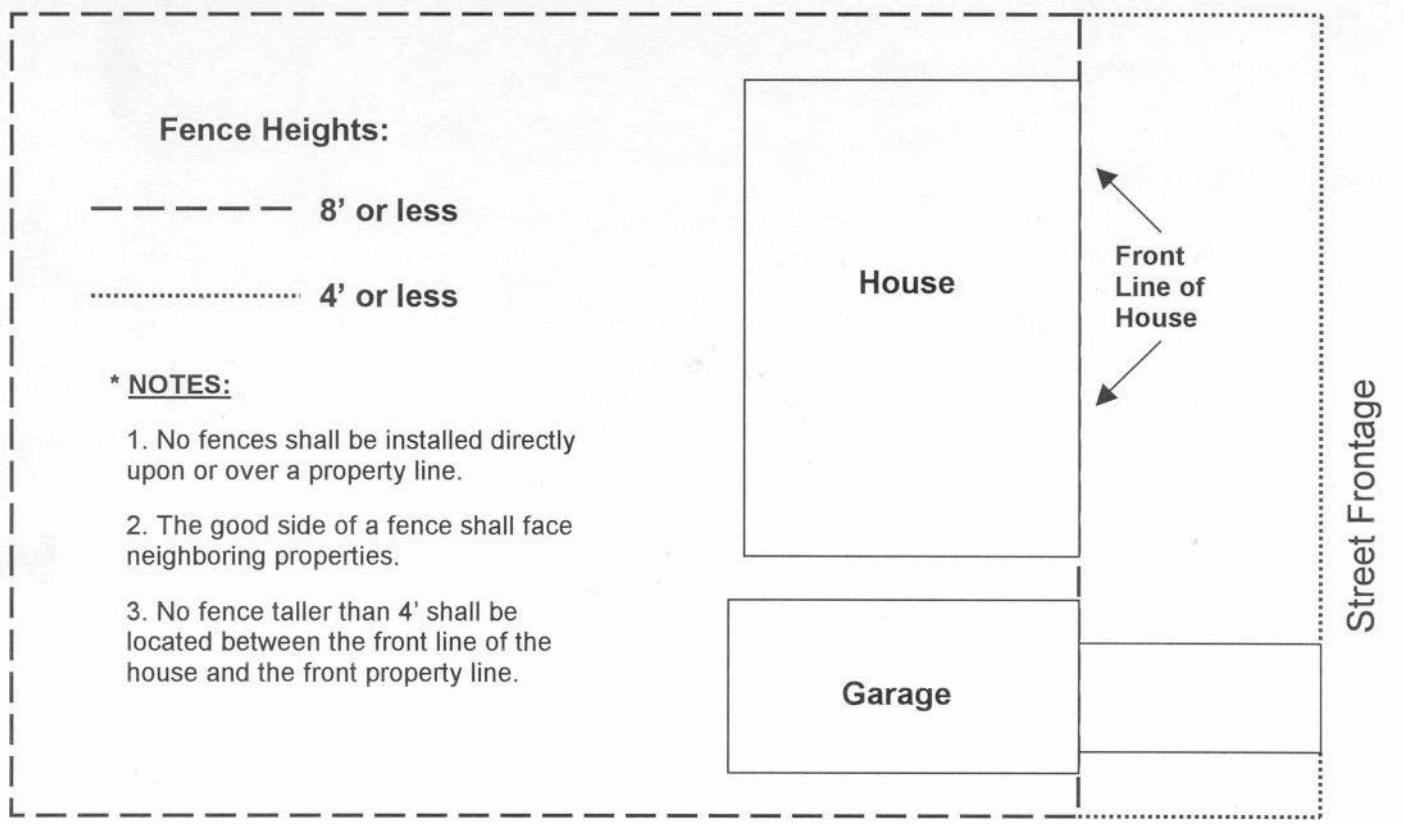 Fence Heights:
8' or less
4' or less
* NOTES:
1. No fences shall be installed directly
upon or over a property line.
2. The good side of a fence shall face
neighboring properties.
3. No fence taller than 4' shall be
located between the front line of the
house and the front property line.
House
Front
Line of
House
Garage
Street Frontage